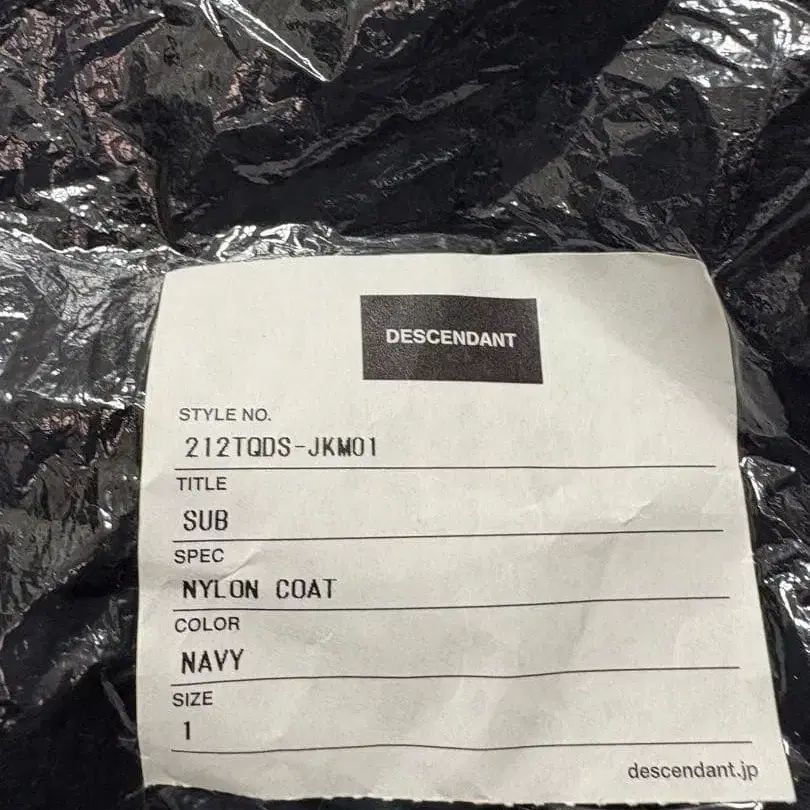 DESCENDANT
STYLE NO.
212TQDS-JKM01
TITLE
SUB
SPEC
NYLON COAT
COLOR
NAVY
SIZE
1
descendant.jp